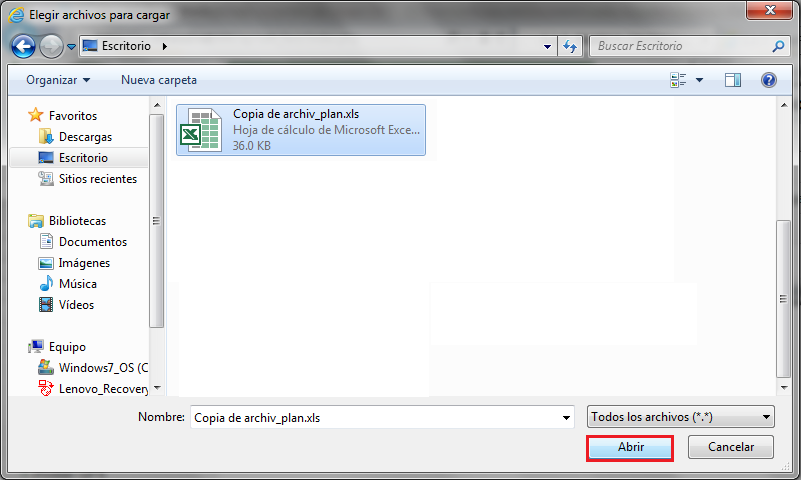 Elegir archivos para cargar
Escritorio
Buscar Escritorio
Organizar
Nueva carpeta
Favoritos
Descargas
Escritorio
Sitios recientes
Bibliotecas
Documentos
Imágenes
Música
Vídeos
Equipo
Windows7_OS (C
Lenovo_Recovery
Copia de archiv_plan.xls
Hoja de cálculo de Microsoft Exce...
36.0 KB
Nombre:
Copia de archiv_plan.xls
Todos los archivos (*.*)
Abrir
Cancelar